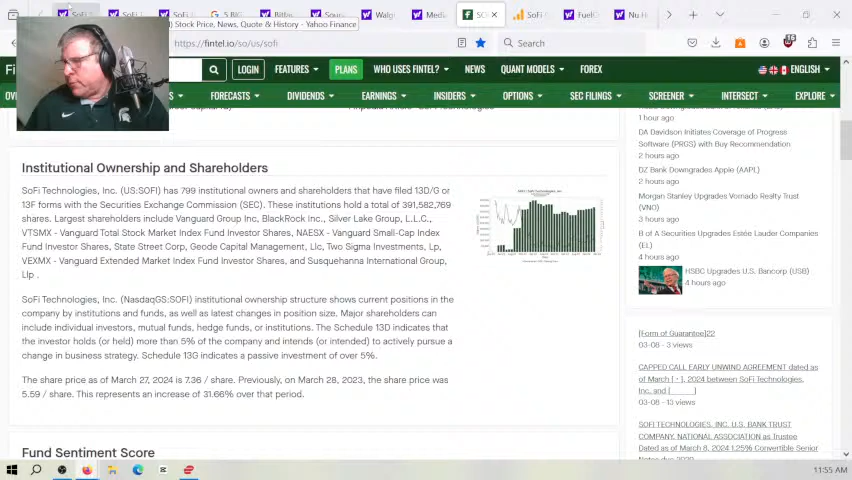 5 BIG
Walg
Medi
SoFi
FuelC
Nu H
) Stock Price, News, Quote & History - Yahoo Finance
https://fintel.io/so/us/sofi
Search
16
LOGIN
FEATURES
PLANS
WHO USES FINTEL?
NEWS
QUANT MODELS
FOREX
ENGLISH
FORECASTS
DIVIDENDS
EARNINGS
INSIDERS
OPTIONS
SEC FILINGS
SCREENER
INTERSECT
EXPLORE
1 hour ago
DA Davidson Initiates Coverage of Progress
Software (PRGS) with Buy Recommendation
2 hours ago
DZ Bank Downgrades Apple (AAPL)
2 hours ago
Morgan Stanley Upgrades Vornado Realty Trust
(VNO)
3 hours ago
B of A Securities Upgrades Estée Lauder Companies
(EL)
4 hours ago
HSBC Upgrades U.S. Bancorp (USB)
4 hours ago
Institutional Ownership and Shareholders
SoFi Technologies, Inc. (US:SOFI) has 799 institutional owners and shareholders that have filed 13D/G or
13F forms with the Securities Exchange Commission (SEC). These institutions hold a total of 391,582,769
shares. Largest shareholders include Vanguard Group Inc, BlackRock Inc., Silver Lake Group, L.L.C.,
VTSMX - Vanguard Total Stock Market Index Fund Investor Shares, NAESX - Vanguard Small-Cap Index
Fund Investor Shares, State Street Corp, Geode Capital Management, Llc, Two Sigma Investments, Lp,
VEXMX - Vanguard Extended Market Index Fund Investor Shares, and Susquehanna International Group,
Llp .
SoFi Technologies, Inc. (NasdaqGS:SOFI) institutional ownership structure shows current positions in the
company by institutions and funds, as well as latest changes in position size. Major shareholders can
include individual investors, mutual funds, hedge funds, or institutions. The Schedule 13D indicates that
the investor holds (or held) more than 5% of the company and intends (or intended) to actively pursue a
change in business strategy. Schedule 13G indicates a passive investment of over 5%.
The share price as of March 27, 2024 is 7.36 / share. Previously, on March 28, 2023, the share price was
5.59 / share. This represents an increase of 31.66% over that period.
Fund Sentiment Score
[Form of Guarantee]22
03-08 - 3 views
CAPPED CALL EARLY UNWIND AGREEMENT dated as
of March [ • ], 2024 between SoFi Technologies,
Inc. and [
03-08 - 13 views
SOFI TECHNOLOGIES, INC. U.S. BANK TRUST
COMPANY, NATIONAL ASSOCIATION as Trustee
Dated as of March 8, 2024 1.25% Convertible Senior
11:55 AM